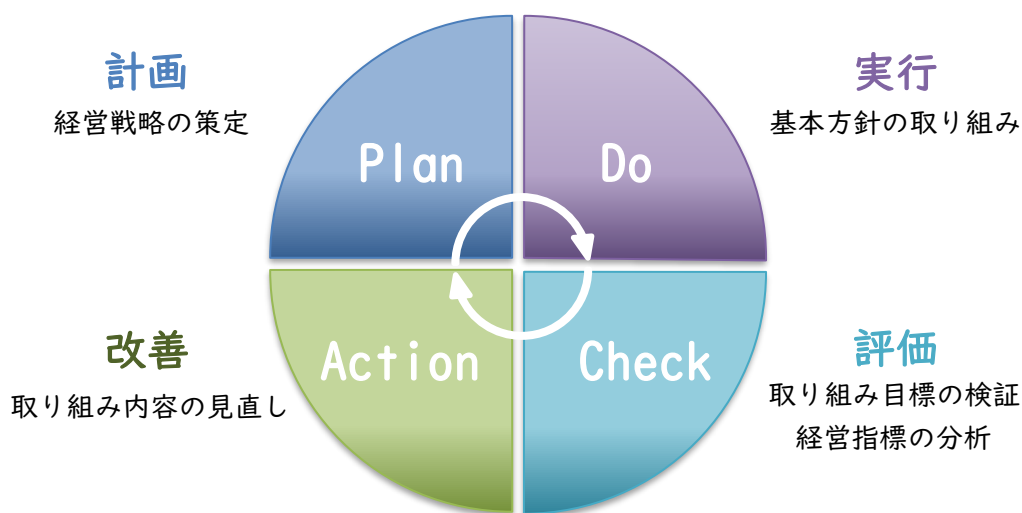 計画
経営戦略の策定
Plan
Do
実行
基本方針の取り組み
改善
取り組み内容の見直し
Action
Check
評価
取り組み目標の検証
経営指標の分析